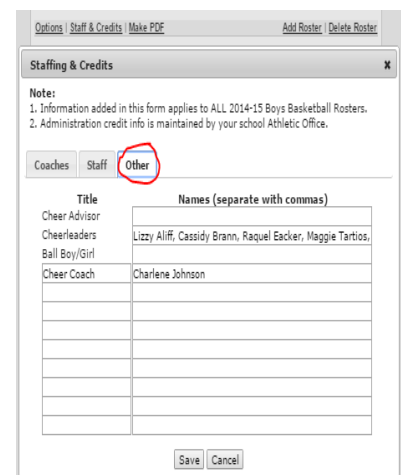 Options | Staff & Credits | Make PDF Add Roster | Delete Roster
Staffing & Credits x
Note:
1. Information added in this form applies to ALL 2014-15 Boys Basketball Rosters.
2. Administration credit info is maintained by your school Athletic Office.
Coaches Staff Other
Title Names (separate with commas)
Cheer Advisor
Cheerleaders Lizzy Aliff, Cassidy Brann, Raquel Eacker, Maggie Tartios,
Ball Boy/Girl
Cheer Coach Charlene Johnson
Save Cancel